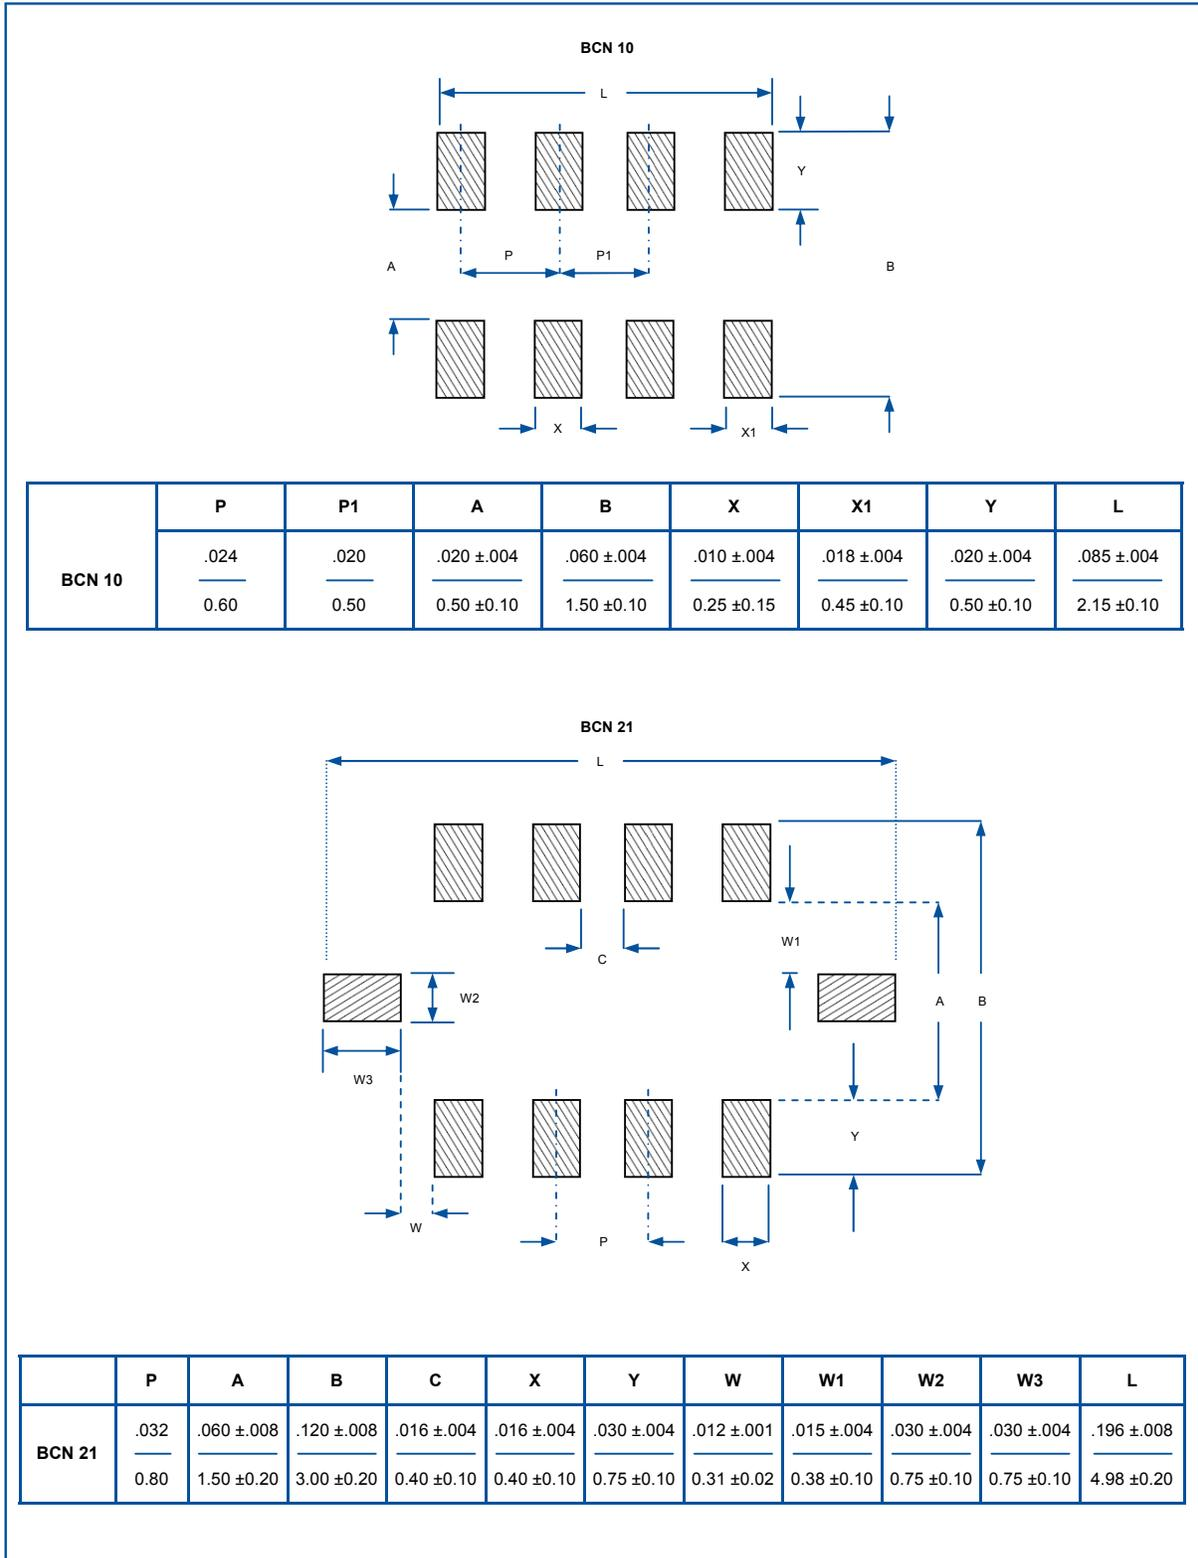 BCN 10
L
Y
A
P
P1
B
X
X1
P P1 A B X X1 Y L
BCN 10
.024 .020 .020 ±.004 .060 ±.004 .010 ±.004 .018 ±.004 .020 ±.004 .085 ±.004
0.60 0.50 0.50 ±0.10 1.50 ±0.10 0.25 ±0.15 0.45 ±0.10 0.50 ±0.10 2.15 ±0.10
BCN 21
L
C
W1
W2
A
B
W3
Y
W
P
X
P A B C X Y W W1 W2 W3 L
BCN 21
.032 .060 ±.008 .120 ±.008 .016 ±.004 .016 ±.004 .030 ±.004 .012 ±.001 .015 ±.004 .030 ±.004 .030 ±.004 .196 ±.008
0.80 1.50 ±0.20 3.00 ±0.20 0.40 ±0.10 0.40 ±0.10 0.75 ±0.10 0.31 ±0.02 0.38 ±0.10 0.75 ±0.10 0.75 ±0.10 4.98 ±0.20